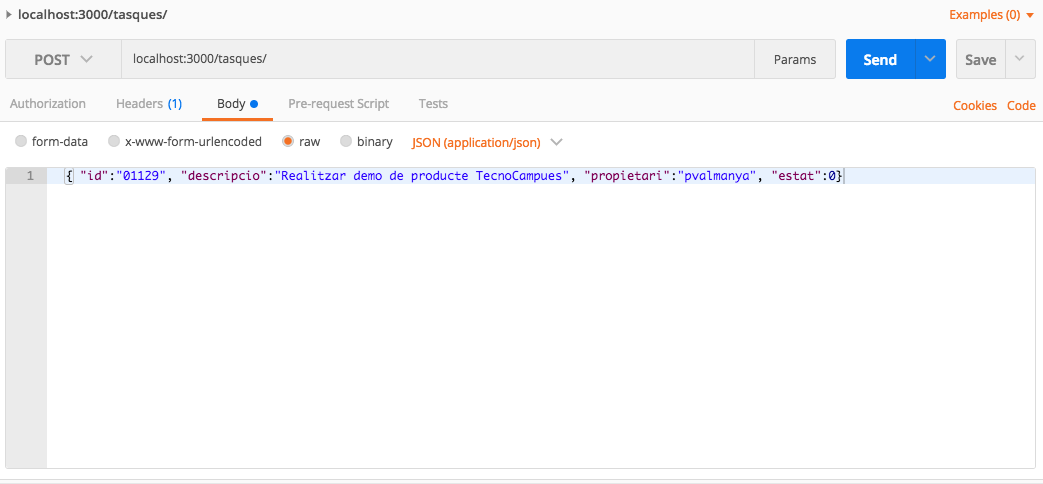 localhost:3000/tasques/ Examples (0)
POST localhost:3000/tasques/ Params Send Save
Authorization Headers (1) Body Pre-request Script Tests Cookies Code
form-data x-www-form-urlencoded raw binary JSON (application/json)
1 { "id":"01129", "descripcio":"Realitzar demo de producte TecnoCampues", "propietari":"pvalmanya", "estat":0}